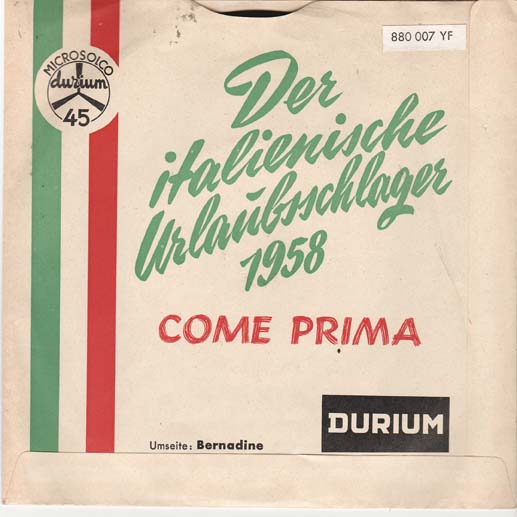 880 007 YF
MICROSOLCO
durium
45
Der
italienische
Urlaubsschlager
1958
COME PRIMA
DURIUM
Umseite: Bernadine